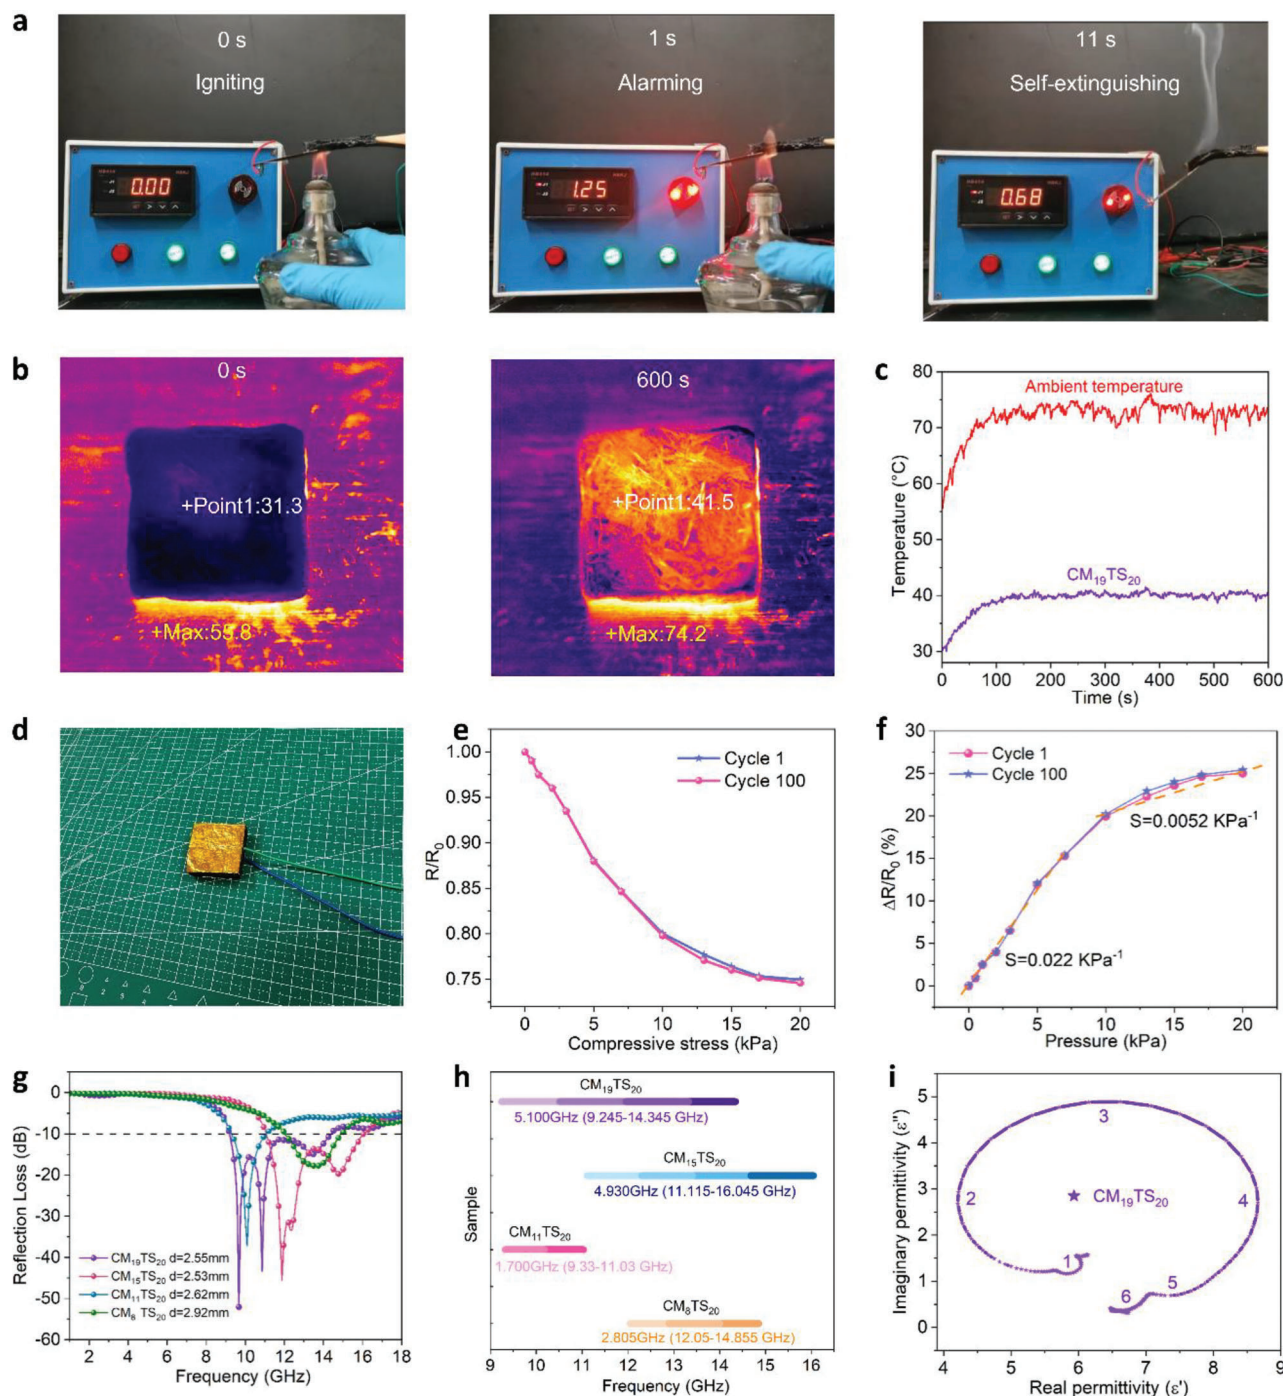 a
0 s
Igniting
0.00
1 s
Alarming
1.25
11 s
Self-extinguishing
0.68
b
0 s
+Point1:31.3
+Max:55.8
600 s
+Point1:41.5
+Max:74.2
c
80
70
60
50
40
30
Ambient temperature
CM₁₉TS₂₀
Temperature (°C)
0 100 200 300 400 500 600
Time (s)
d
e
1.00
0.95
0.90
0.85
0.80
0.75
Cycle 1
Cycle 100
R/R₀
0 5 10 15 20
Compressive stress (kPa)
f
30
25
20
15
10
5
0
Cycle 1
Cycle 100
S=0.0052 KPa⁻¹
S=0.022 KPa⁻¹
ΔR/R₀ (%)
0 5 10 15 20
Pressure (kPa)
g
0
-10
-20
-30
-40
-50
-60
Reflection Loss (dB)
CM₁₉TS₂₀ d=2.55mm
CM₁₅TS₂₀ d=2.53mm
CM₁₁TS₂₀ d=2.62mm
CM₈ TS₂₀ d=2.92mm
2 4 6 8 10 12 14 16 18
Frequency (GHz)
h
CM₁₉TS₂₀
5.100GHz (9.245-14.345 GHz)
CM₁₅TS₂₀
4.930GHz (11.115-16.045 GHz)
CM₁₁TS₂₀
1.700GHz (9.33-11.03 GHz)
CM₈TS₂₀
2.805GHz (12.05-14.855 GHz)
Sample
9 10 11 12 13 14 15 16
Frequency (GHz)
i
5
4
3
2
1
0
3
2
CM₁₉TS₂₀
4
1
5
6
Imaginary permittivity (ε'')
4 5 6 7 8 9
Real permittivity (ε')